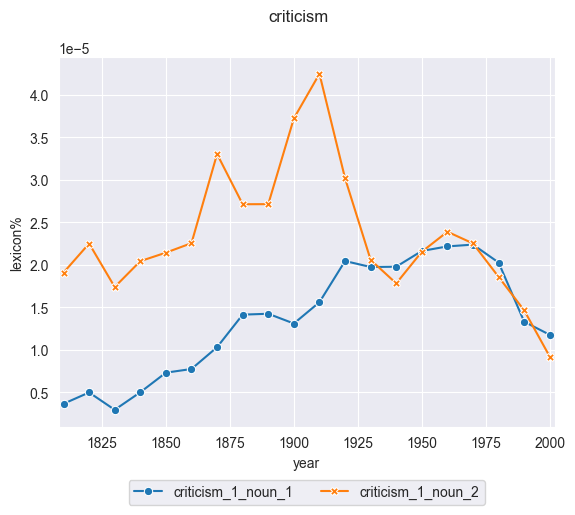 criticism
1e−5
4.0
3.5
3.0
2.5
2.0
1.5
1.0
0.5
lexicon%
1825 1850 1875 1900 1925 1950 1975 2000
year
criticism_1_noun_1 criticism_1_noun_2